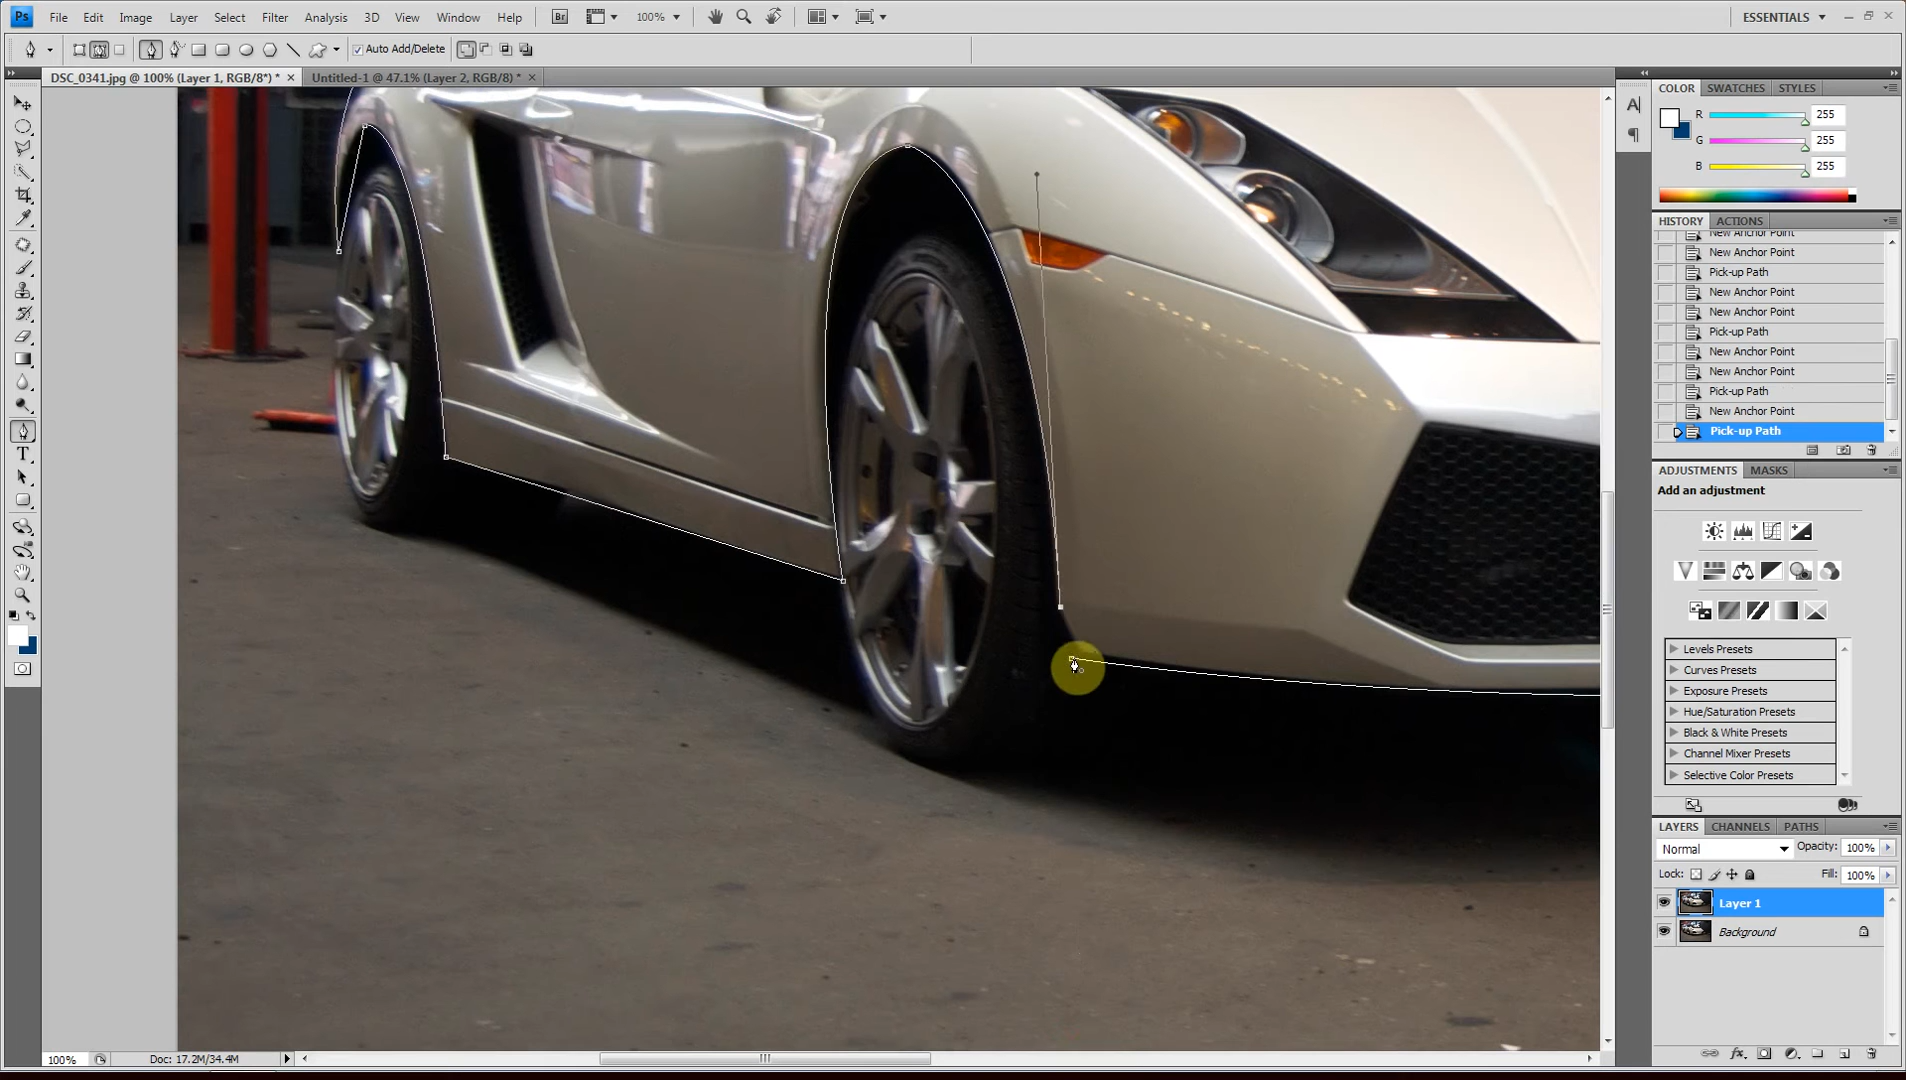 Ps File Edit Image Layer Select Filter Analysis 3D View Window Help Br 100% ESSENTIALS
Auto Add/Delete
DSC_0341.jpg @ 100% (Layer 1, RGB/8*) * × Untitled-1 @ 47.1% (Layer 2, RGB/8) * ×
COLOR SWATCHES STYLES
R 255
G 255
B 255
HISTORY ACTIONS
New Anchor Point
New Anchor Point
Pick-up Path
New Anchor Point
New Anchor Point
Pick-up Path
New Anchor Point
New Anchor Point
Pick-up Path
New Anchor Point
Pick-up Path
ADJUSTMENTS MASKS
Add an adjustment
Levels Presets
Curves Presets
Exposure Presets
Hue/Saturation Presets
Black & White Presets
Channel Mixer Presets
Selective Color Presets
LAYERS CHANNELS PATHS
Normal Opacity: 100%
Lock: Fill: 100%
Layer 1
Background
100% Doc: 17.2M/34.4M